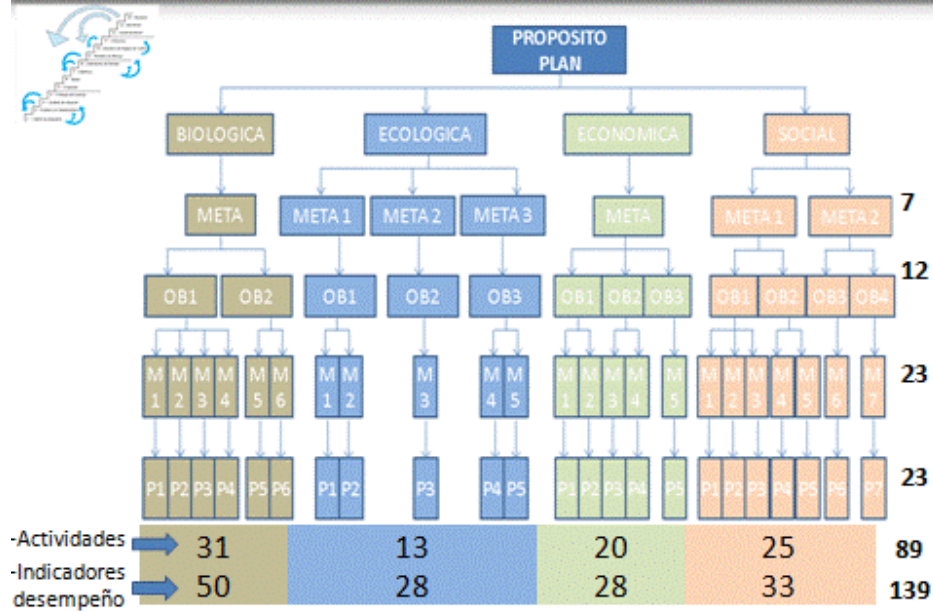 PROPOSITO
PLAN
BIOLOGICA ECOLOGICA ECONOMICA SOCIAL
META META 1 META 2 META 3 META META 1 META 2 7
OB1 OB2 OB1 OB2 OB3 OB1 OB2 OB3 OB1 OB2 OB3 OB4 12
M M M M M M M M M M M M M M M M M M M M M M M 23
1 2 3 4 5 6 1 2 3 4 5 1 2 3 4 5 1 2 3 4 5 6 7
P1 P2 P3 P4 P5 P6 P1 P2 P3 P4 P5 P1 P2 P3 P4 P5 P1 P2 P3 P4 P5 P6 P7 23
-Actividades 31 13 20 25 89
-Indicadores
desempeño 50 28 28 33 139